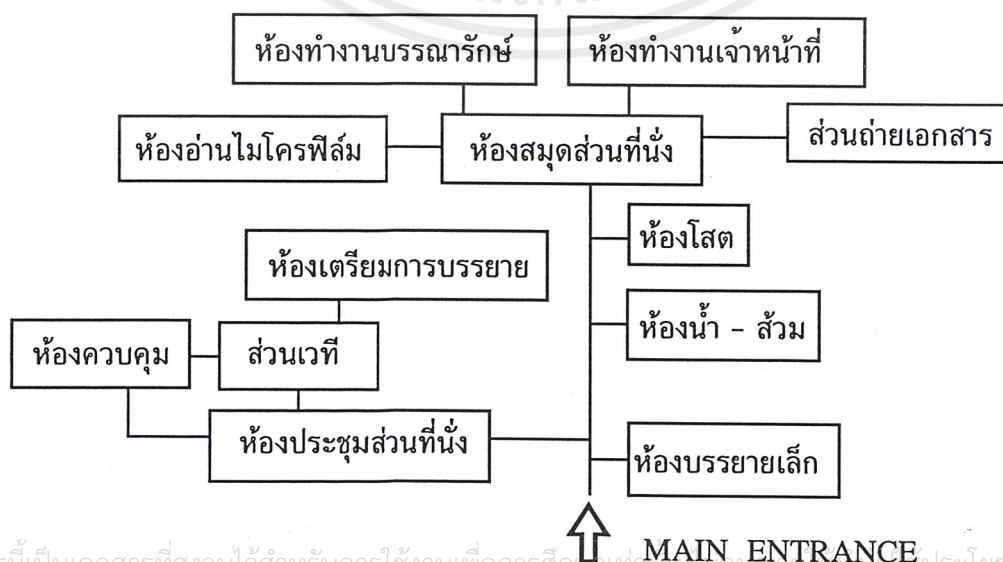 ห้องทำงานบรรณารักษ์
ห้องทำงานเจ้าหน้าที่
ห้องอ่านไมโครฟิล์ม
ห้องสมุดส่วนที่นั่ง
ส่วนถ่ายเอกสาร
ห้องโสต
ห้องเตรียมการบรรยาย
ห้องน้ำ - ส้วม
ห้องควบคุม
ส่วนเวที
ห้องประชุมส่วนที่นั่ง
ห้องบรรยายเล็ก
MAIN ENTRANCE